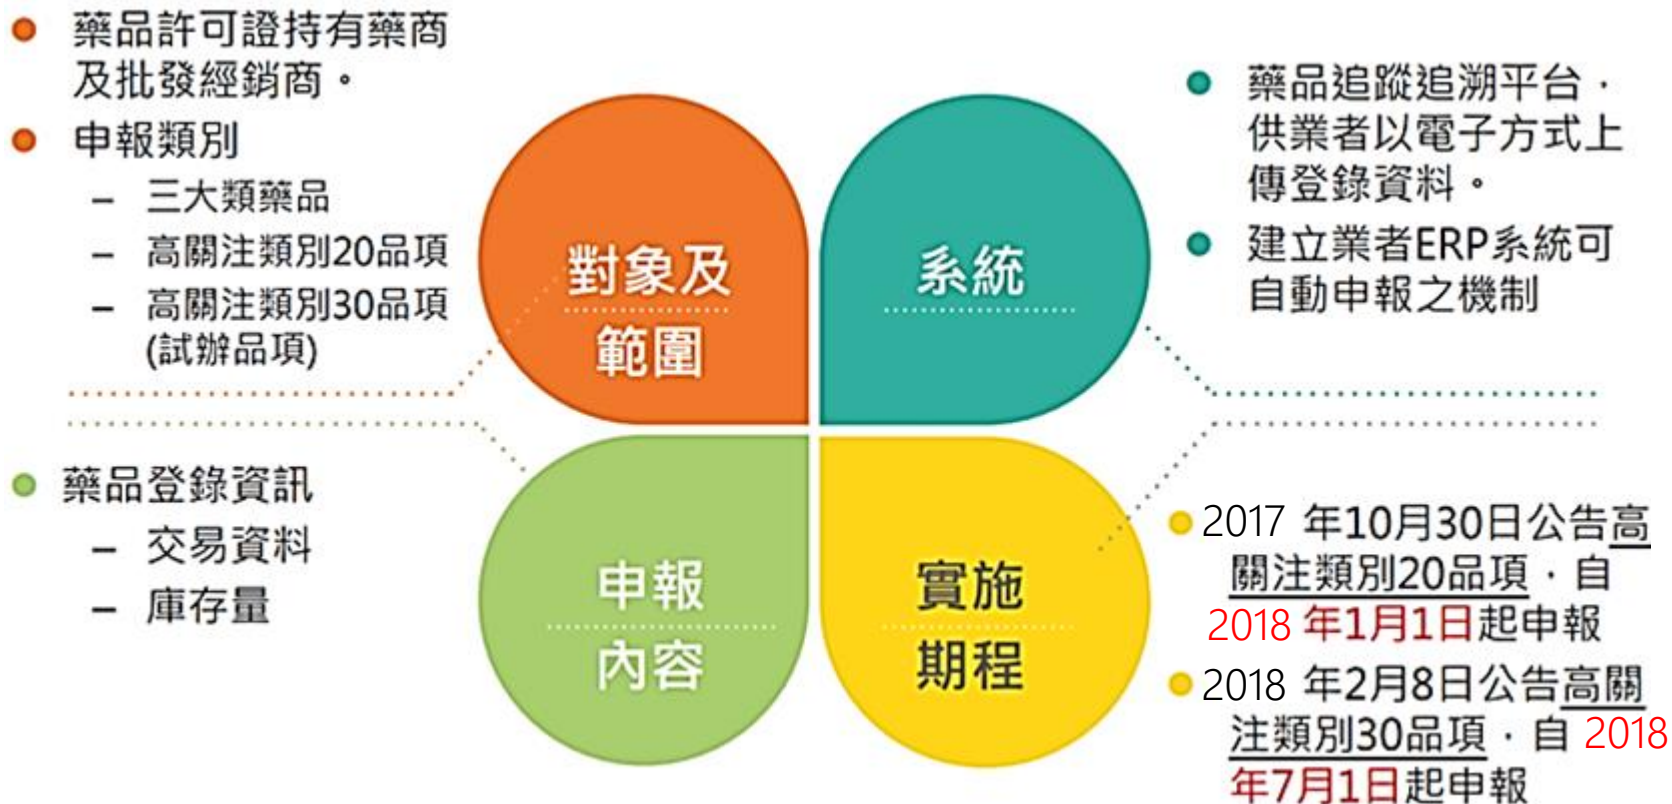 藥品許可證持有藥商
及批發經銷商。
申報類別
– 三大類藥品
– 高關注類別20品項
– 高關注類別30品項
(試辦品項)
對象及
範圍
系統
藥品追蹤追溯平台，
供業者以電子方式上
傳登錄資料。
建立業者ERP系統可
自動申報之機制
藥品登錄資訊
– 交易資料
– 庫存量
申報
內容
實施
期程
2017 年10月30日公告高
關注類別20品項，自
2018 年1月1日起申報
2018 年2月8日公告高關
注類別30品項，自 2018
年7月1日起申報